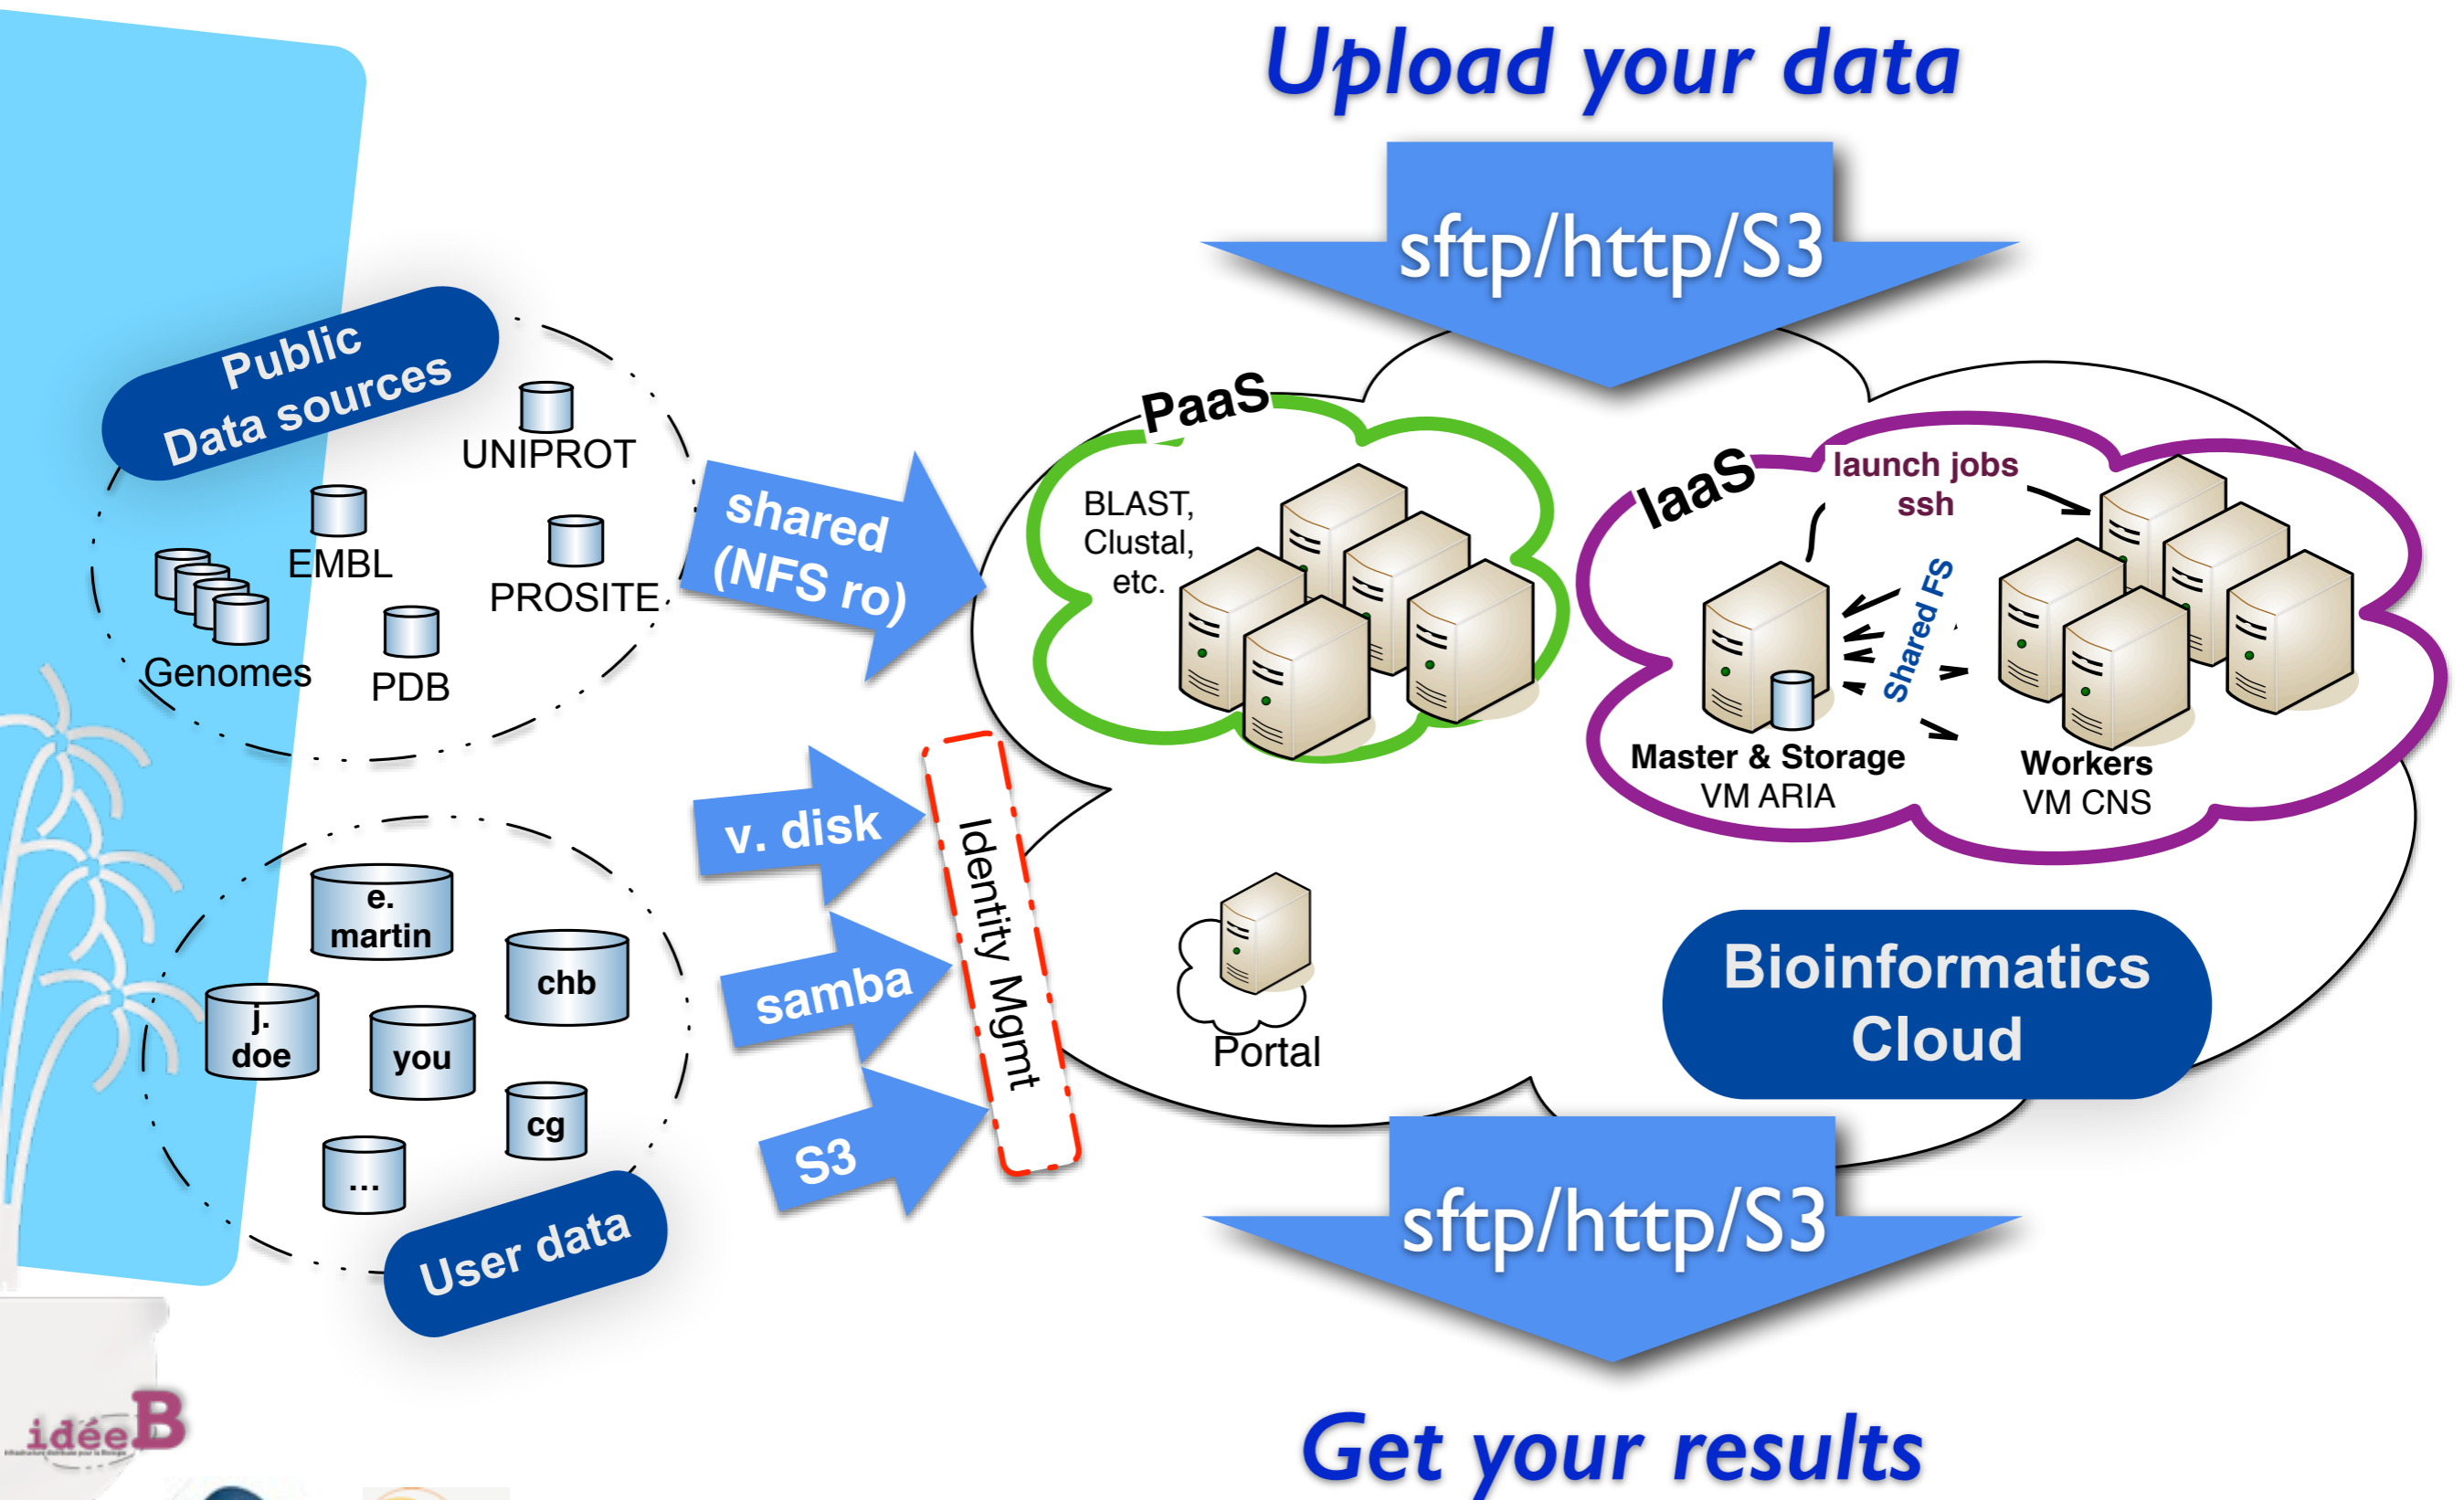 Upload your data
sftp/http/S3
Public
Data sources
UNIPROT
EMBL
PROSITE
Genomes
PDB
shared
(NFS ro)
PaaS
BLAST,
Clustal,
etc.
IaaS
launch jobs
ssh
Shared FS
Master & Storage
VM ARIA
Workers
VM CNS
v. disk
samba
S3
Identity Mgmt
e.
martin
chb
j.
doe
you
cg
...
User data
Portal
Bioinformatics
Cloud
sftp/http/S3
Get your results
idéeB